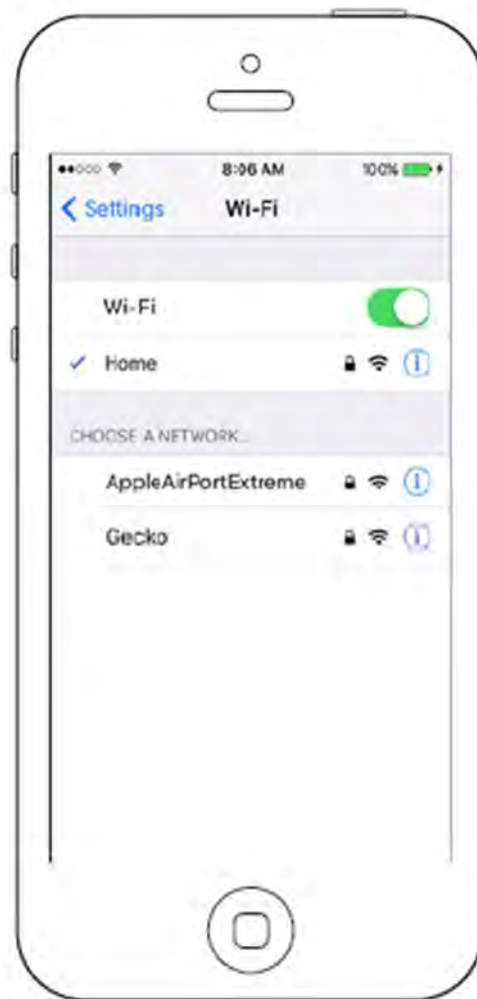 8:06 AM 100%
Settings Wi-Fi
Wi-Fi
Home
CHOOSE A NETWORK...
AppleAirPortExtreme
Gecko